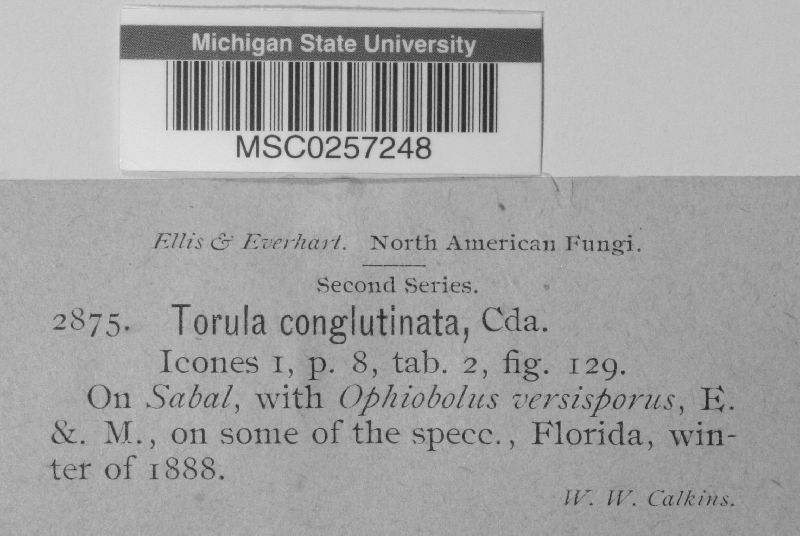 Michigan State University
MSC0257248
Ellis & Everhart. North American Fungi.
Second Series.
2875. Torula conglutinata, Cda.
Icones 1, p. 8, tab. 2, fig. 129.
On Sabal, with Ophiobolus versisporus, E.
&. M., on some of the specc., Florida, win-
ter of 1888.
W. W. Calkins.